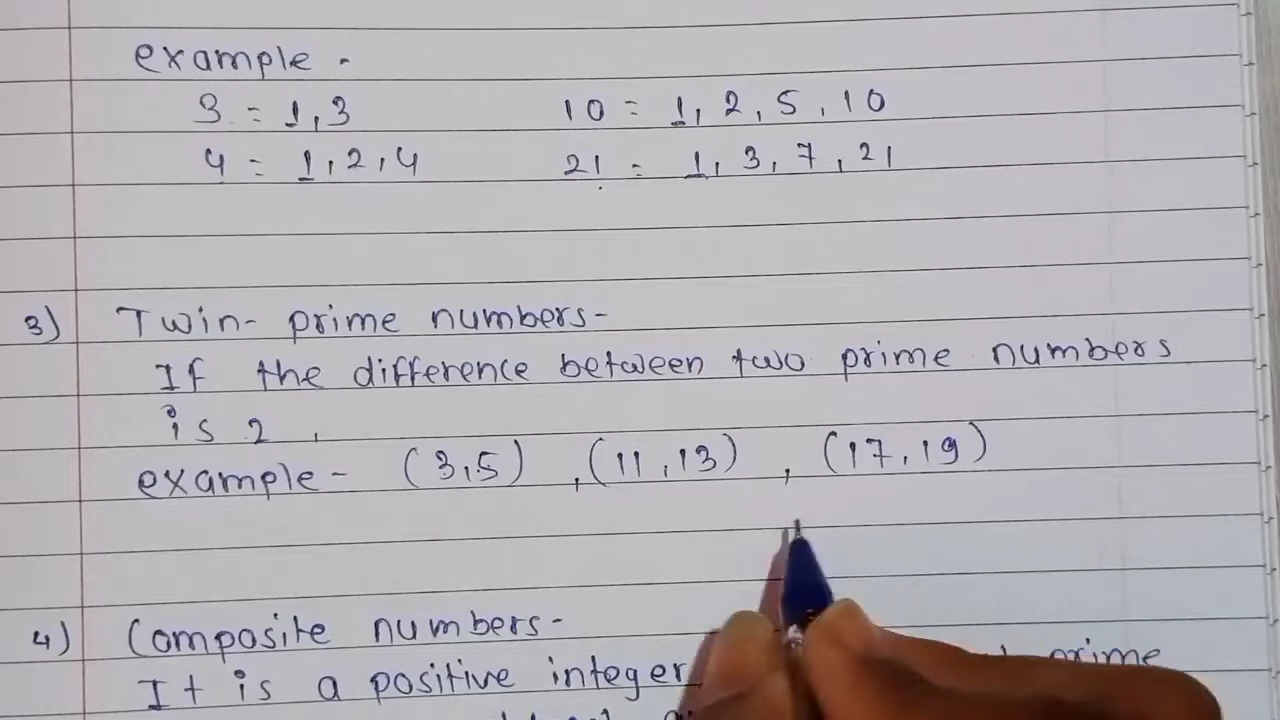 example -
3 = 1,3 10 = 1, 2, 5, 10
4 = 1,2,4 21 = 1, 3, 7, 21
3) Twin- prime numbers-
If the difference between two prime numbers
is 2,
example- (3,5) , (11,13) , (17,19)
4) Composite numbers-
It is a positive integer prime